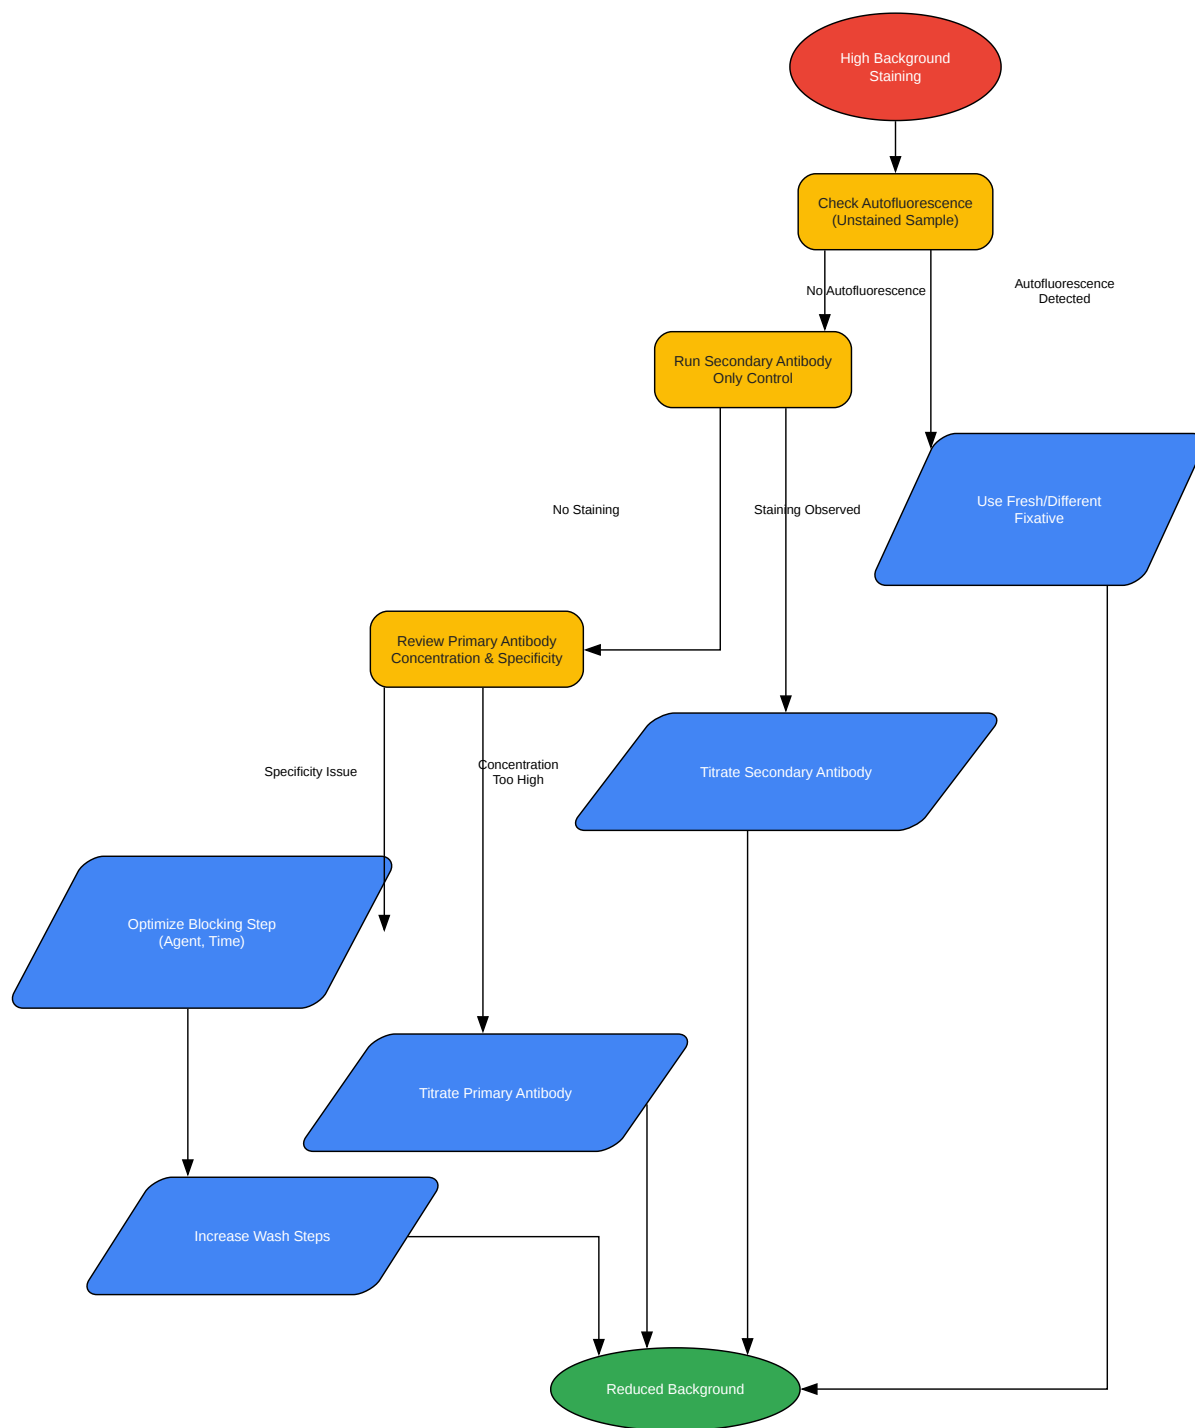 High Background
Staining
Check Autofluorescence
(Unstained Sample)
No Autofluorescence
Autofluorescence
Detected
Run Secondary Antibody
Only Control
Use Fresh/Different
Fixative
No Staining
Staining Observed
Review Primary Antibody
Concentration & Specificity
Specificity Issue
Concentration
Too High
Titrate Secondary Antibody
Optimize Blocking Step
(Agent, Time)
Titrate Primary Antibody
Increase Wash Steps
Reduced Background